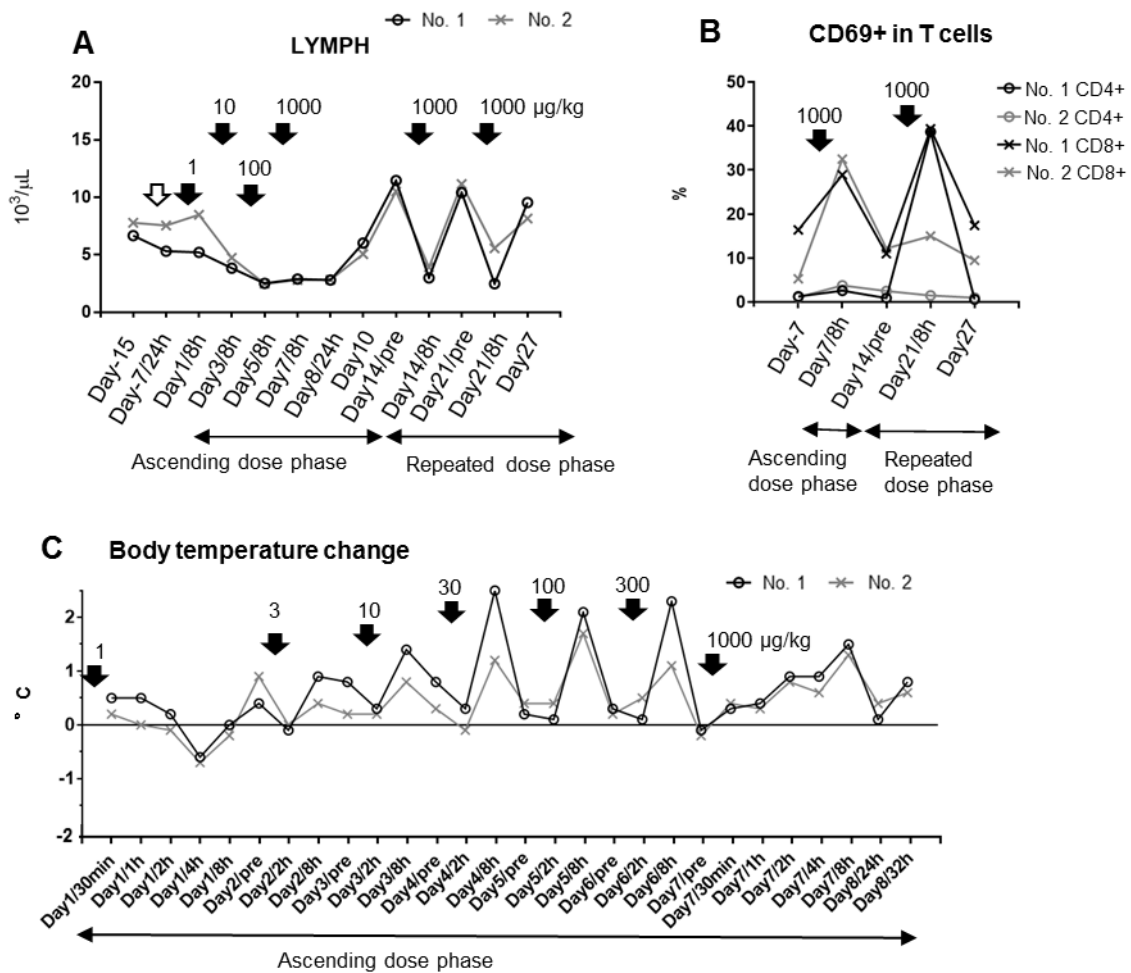 A
LYMPH
No. 1
No. 2
20
15
10
5
0
10³/µL
10
1000
1000
1000 µg/kg
1
100
Day-15
Day-7/24h
Day1/8h
Day3/8h
Day5/8h
Day7/8h
Day8/24h
Day10
Day14/pre
Day14/8h
Day21/pre
Day21/8h
Day27
Ascending dose phase
Repeated dose phase
B
CD69+ in T cells
50
40
30
20
10
0
%
1000
1000
No. 1 CD4+
No. 2 CD4+
No. 1 CD8+
No. 2 CD8+
Day-7
Day7/8h
Day14/pre
Day21/8h
Day27
Ascending
dose phase
Repeated
dose phase
C
Body temperature change
No. 1
No. 2
2
1
0
-1
-2
° C
1
3
10
30
100
300
1000 µg/kg
Day1/30min
Day1/1h
Day1/2h
Day1/4h
Day1/8h
Day2/pre
Day2/2h
Day2/8h
Day3/pre
Day3/2h
Day3/8h
Day4/pre
Day4/2h
Day4/8h
Day5/pre
Day5/2h
Day5/8h
Day6/pre
Day6/2h
Day6/8h
Day7/pre
Day7/30min
Day7/1h
Day7/2h
Day7/4h
Day7/8h
Day8/24h
Day8/32h
Ascending dose phase